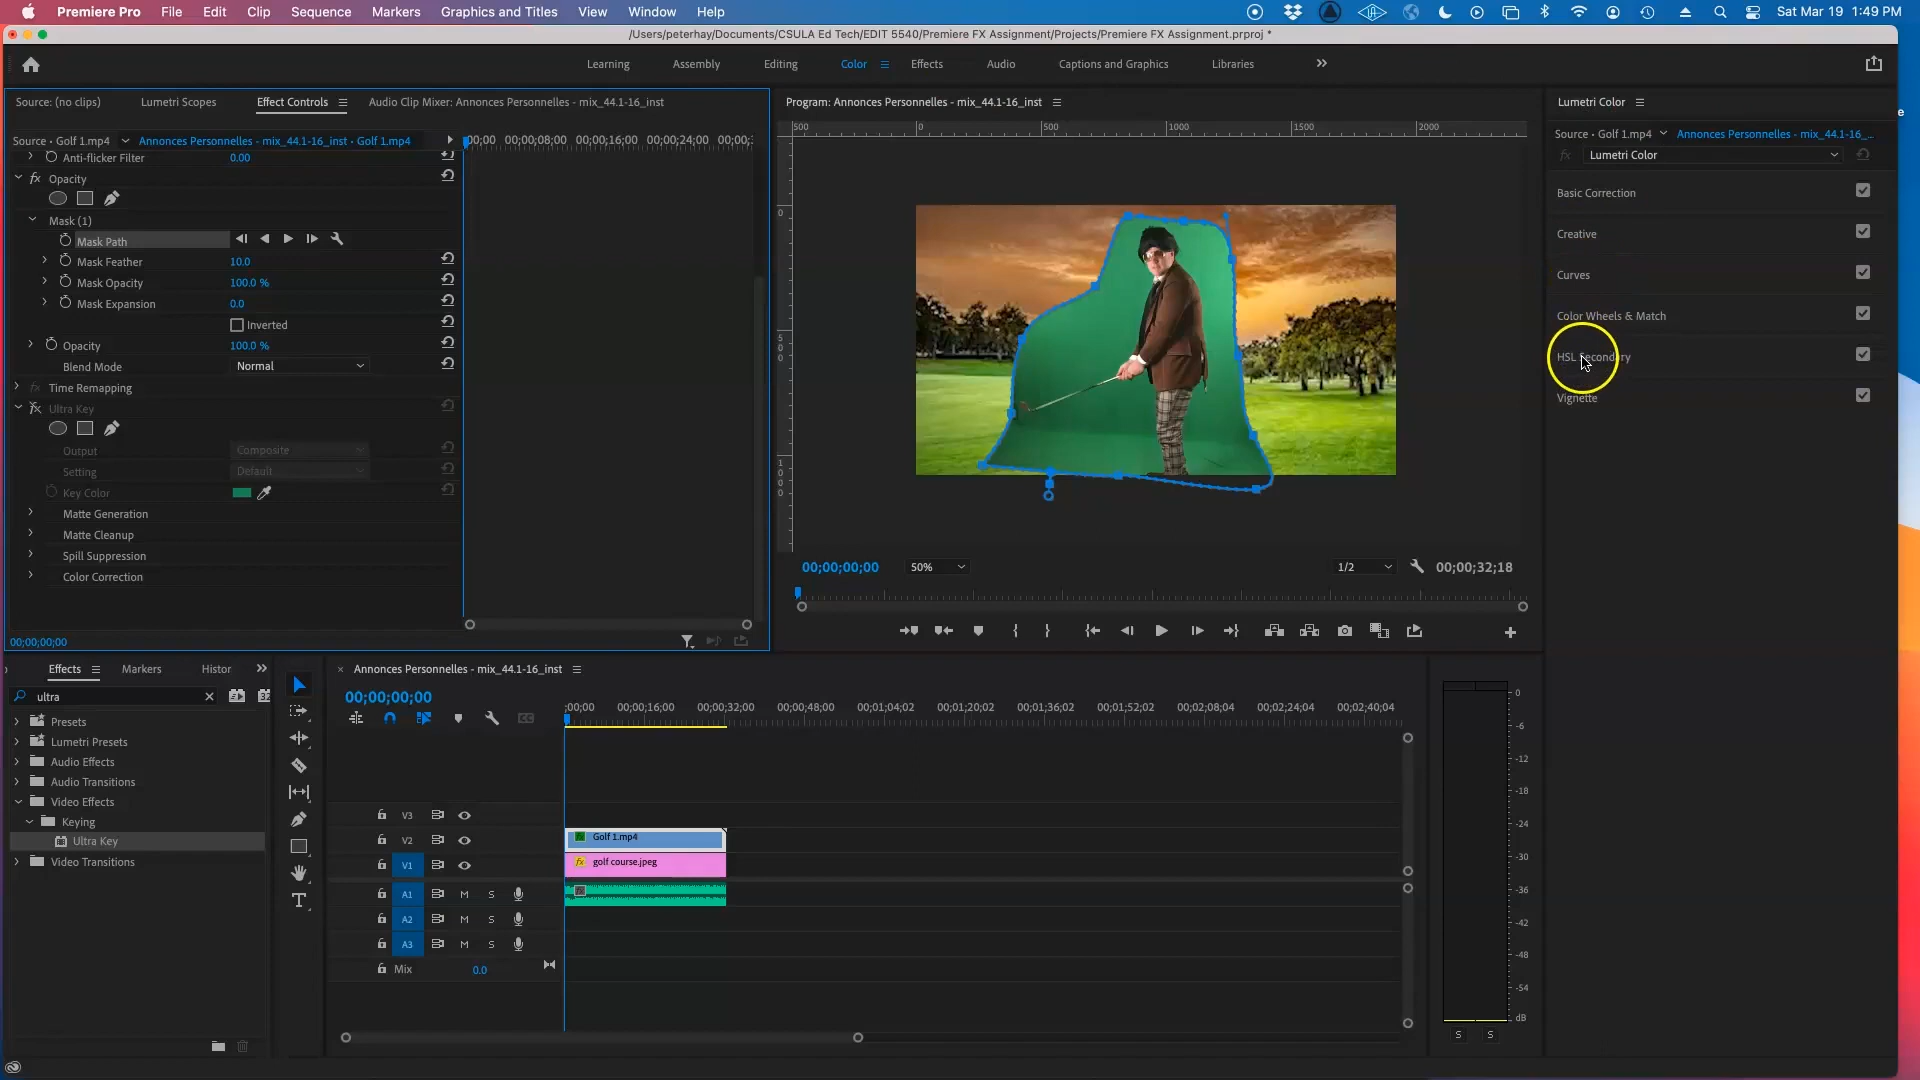 Premiere Pro File Edit Clip Sequence Markers Graphics and Titles View Window Help Sat Mar 19 1:49 PM
/Users/peterhay/Documents/CSULA Ed Tech/EDIT 5540/Premiere FX Assignment/Projects/Premiere FX Assignment.prproj *
Learning Assembly Editing Color Effects Audio Captions and Graphics Libraries
Source: (no clips) Lumetri Scopes Effect Controls Audio Clip Mixer: Annonces Personnelles - mix_44.1-16_inst
Program: Annonces Personnelles - mix_44.1-16_inst
Lumetri Color
Source · Golf 1.mp4 Annonces Personnelles - mix_44.1-16_inst · Golf 1.mp4
00;00 00;00;08;00 00;00;16;00 00;00;24;00 00;00;
Source · Golf 1.mp4 Annonces Personnelles - mix_44.1-16_...
fx Lumetri Color
Anti-flicker Filter 0.00
fx Opacity
Mask (1)
Mask Path
Mask Feather 10.0
Mask Opacity 100.0 %
Mask Expansion 0.0
Inverted
Opacity 100.0 %
Blend Mode Normal
fx Time Remapping
fx Ultra Key
Output Composite
Setting Default
Key Color
Matte Generation
Matte Cleanup
Spill Suppression
Color Correction
00;00;00;00
500 0 500 1000 1500 2000
0
500
1000
00;00;00;00 50% 1/2 00;00;32;18
Basic Correction
Creative
Curves
Color Wheels & Match
HSL Secondary
Vignette
Effects Markers Histor
ultra
Presets
Lumetri Presets
Audio Effects
Audio Transitions
Video Effects
Keying
Ultra Key
Video Transitions
Annonces Personnelles - mix_44.1-16_inst
00;00;00;00
;00;00 00;00;16;00 00;00;32;00 00;00;48;00 00;01;04;02 00;01;20;02 00;01;36;02 00;01;52;02 00;02;08;04 00;02;24;04 00;02;40;04
V3
V2 Golf 1.mp4
V1 fx golf course.jpeg
A1 M S
A2 M S
A3 M S
Mix 0.0
0
-6
-12
-18
-24
-30
-36
-42
-48
-54
dB
S S